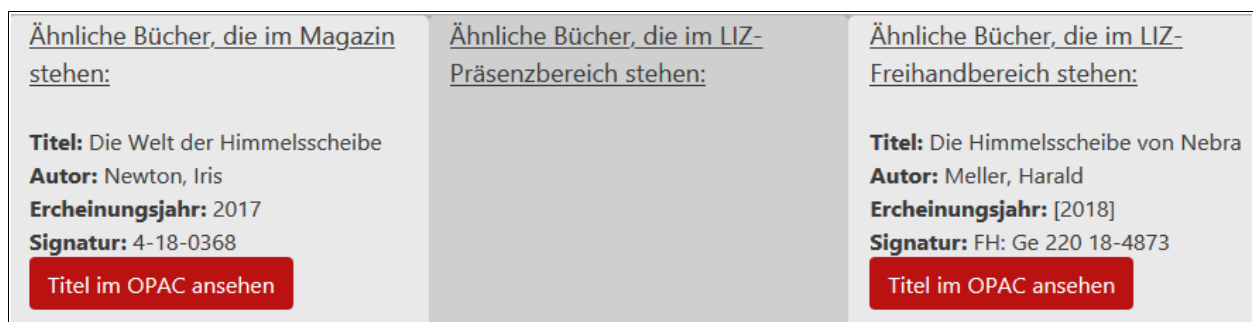 Ähnliche Bücher, die im Magazin
stehen:
Titel: Die Welt der Himmelsscheibe
Autor: Newton, Iris
Ercheinungsjahr: 2017
Signatur: 4-18-0368
Titel im OPAC ansehen
Ähnliche Bücher, die im LIZ-
Präsenzbereich stehen:
Ähnliche Bücher, die im LIZ-
Freihandbereich stehen:
Titel: Die Himmelsscheibe von Nebra
Autor: Meller, Harald
Ercheinungsjahr: [2018]
Signatur: FH: Ge 220 18-4873
Titel im OPAC ansehen